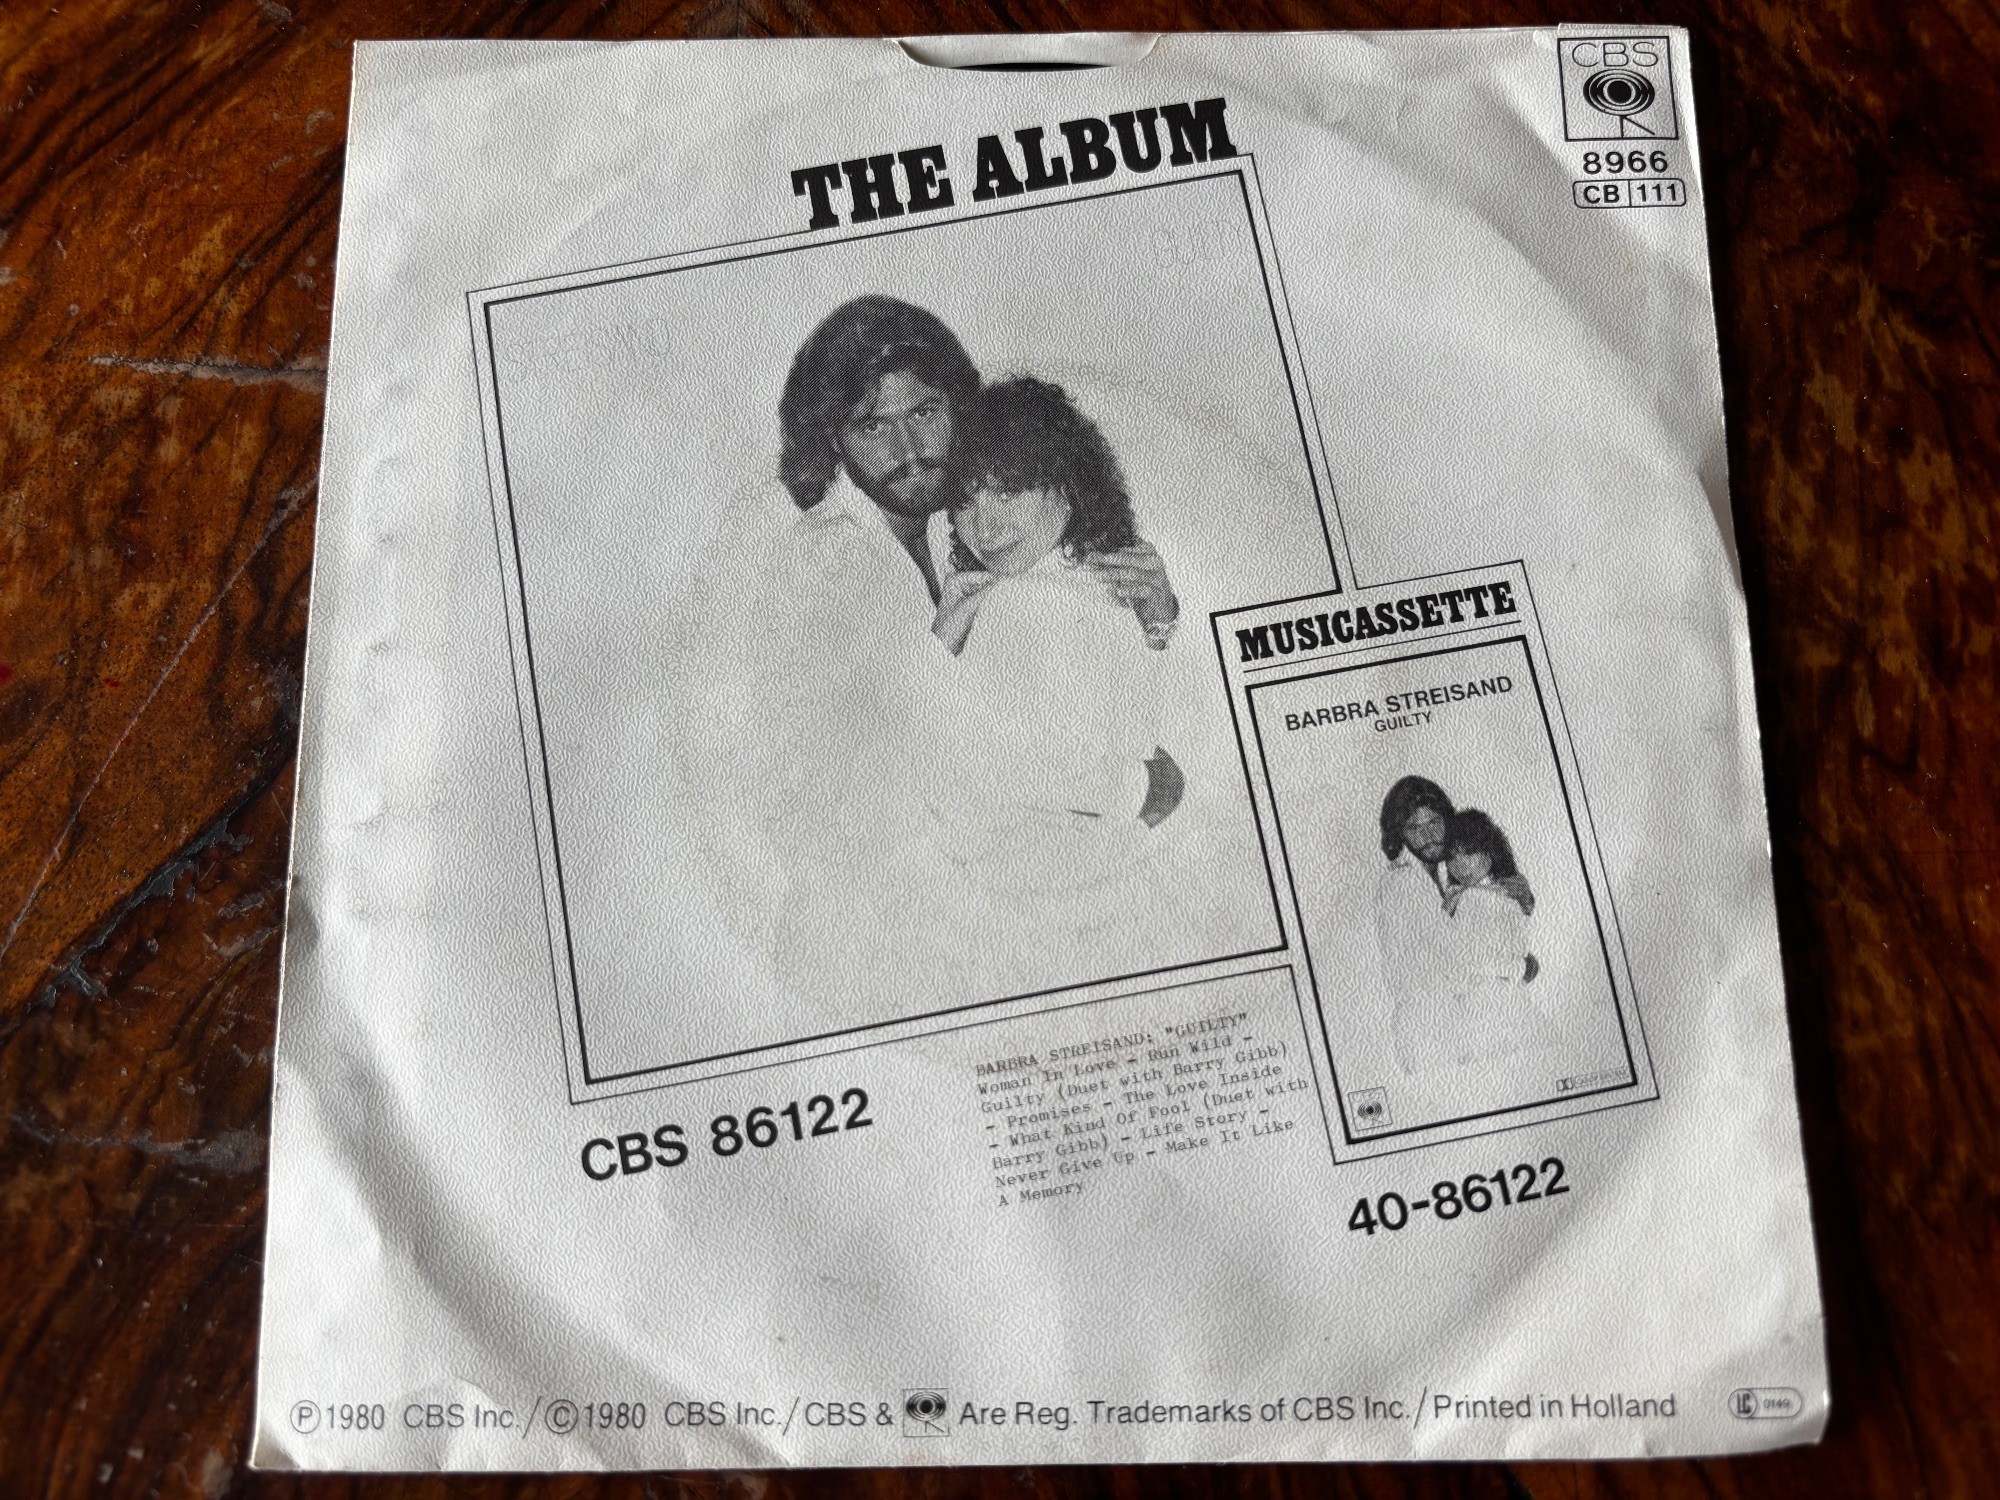 THE ALBUM
CBS
8966
CB 111
MUSICASSETTE
BARBRA STREISAND
GUILTY
BARBRA STREISAND: "GUILTY"
Woman In Love - Run Wild -
Guilty (Duet with Barry Gibb)
- Promises - The Love Inside
- What Kind Of Fool (Duet with
Barry Gibb) - Life Story -
Never Give Up - Make It Like
A Memory
CBS 86122
40-86122
Ⓟ1980 CBS Inc./©1980 CBS Inc./CBS & Are Reg. Trademarks of CBS Inc./Printed in Holland
LC 0149